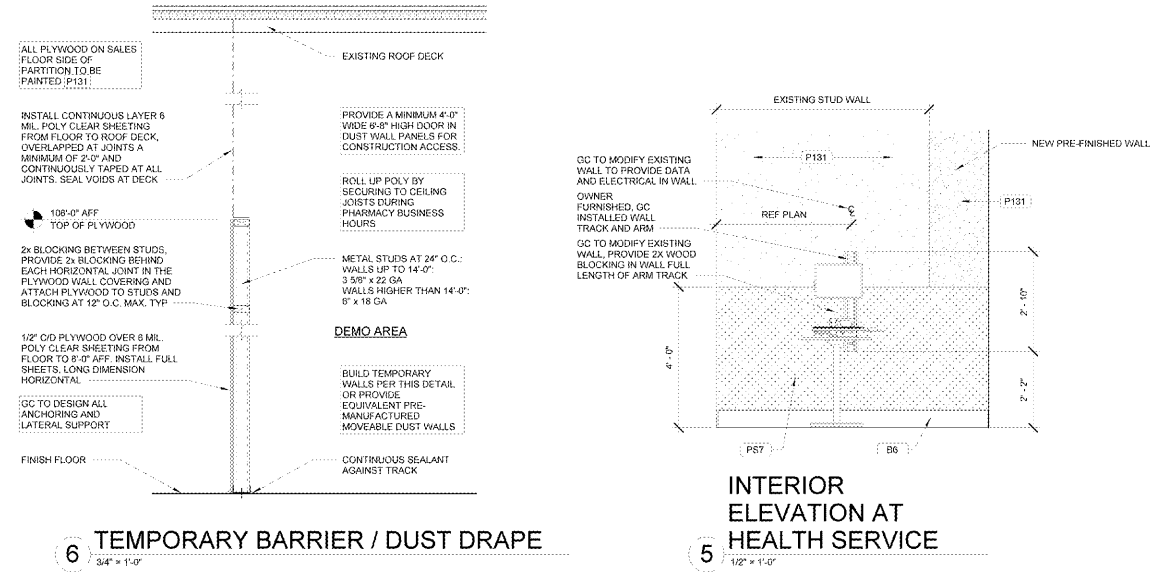 ALL PLYWOOD ON SALES
FLOOR SIDE OF
PARTITION TO BE
PAINTED P131
INSTALL CONTINUOUS LAYER 6
MIL. POLY CLEAR SHEETING
FROM FLOOR TO ROOF DECK,
OVERLAPPED AT JOINTS A
MINIMUM OF 2'-0" AND
CONTINUOUSLY TAPED AT ALL
JOINTS. SEAL VOIDS AT DECK
108'-0" AFF
TOP OF PLYWOOD
2x BLOCKING BETWEEN STUDS,
PROVIDE 2x BLOCKING BEHIND
EACH HORIZONTAL JOINT IN THE
PLYWOOD WALL COVERING AND
ATTACH PLYWOOD TO STUDS AND
BLOCKING AT 12" O.C. MAX. TYP
1/2" C/D PLYWOOD OVER 6 MIL.
POLY CLEAR SHEETING FROM
FLOOR TO 8'-0" AFF. INSTALL FULL
SHEETS, LONG DIMENSION
HORIZONTAL
GC TO DESIGN ALL
ANCHORING AND
LATERAL SUPPORT
FINISH FLOOR
EXISTING ROOF DECK
PROVIDE A MINIMUM 4'-0"
WIDE 6'-8" HIGH DOOR IN
DUST WALL PANELS FOR
CONSTRUCTION ACCESS.
ROLL UP POLY BY
SECURING TO CEILING
JOISTS DURING
PHARMACY BUSINESS
HOURS
METAL STUDS AT 24" O.C.:
WALLS UP TO 14'-0":
3 5/8" x 22 GA
WALLS HIGHER THAN 14'-0":
6" x 18 GA
DEMO AREA
BUILD TEMPORARY
WALLS PER THIS DETAIL
OR PROVIDE
EQUIVALENT PRE-
MANUFACTURED
MOVEABLE DUST WALLS
CONTINUOUS SEALANT
AGAINST TRACK
6 TEMPORARY BARRIER / DUST DRAPE
3/4" = 1'-0"
EXISTING STUD WALL
NEW PRE-FINISHED WALL
P131
P131
GC TO MODIFY EXISTING
WALL TO PROVIDE DATA
AND ELECTRICAL IN WALL
OWNER
FURNISHED, GC
INSTALLED WALL
TRACK AND ARM
REF PLAN
GC TO MODIFY EXISTING
WALL, PROVIDE 2X WOOD
BLOCKING IN WALL FULL
LENGTH OF ARM TRACK
4' - 0"
2' - 10"
2' - 2"
PS7
B6
5 INTERIOR
ELEVATION AT
HEALTH SERVICE
1/2" = 1'-0"